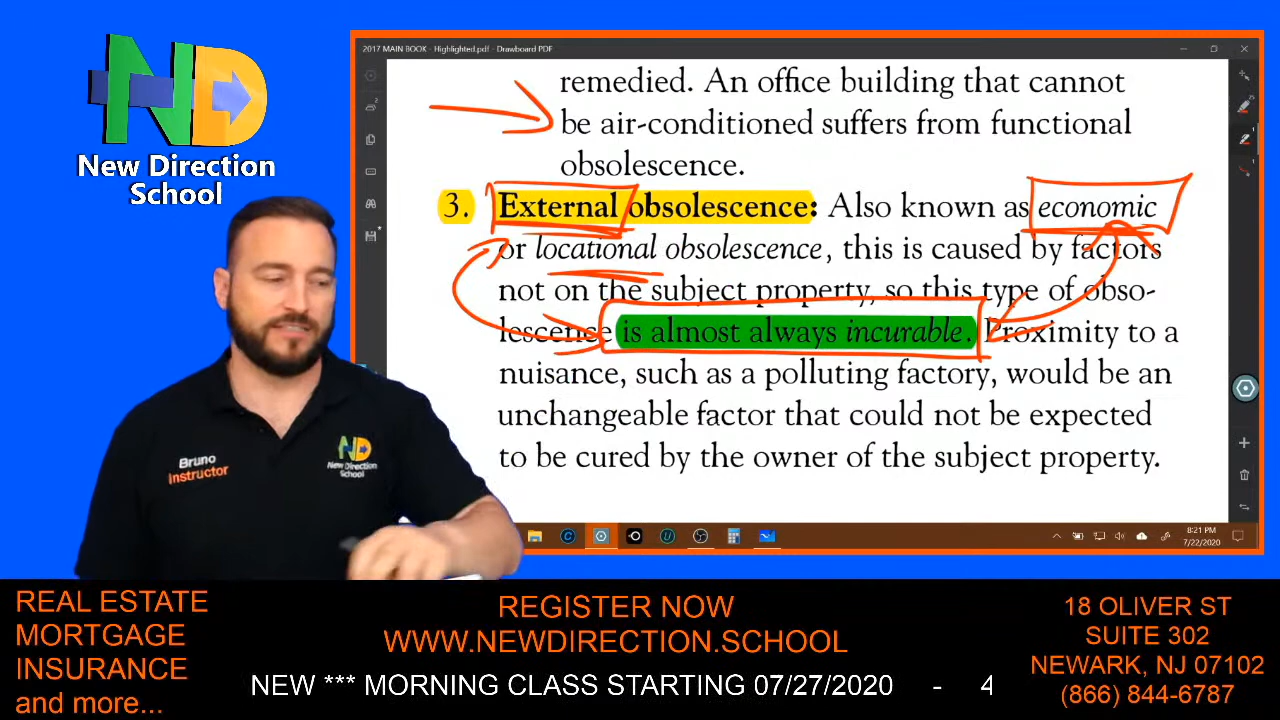 ND
New Direction
School
2017 MAIN BOOK - Highlighted.pdf - Drawboard PDF
remedied. An office building that cannot
be air-conditioned suffers from functional
obsolescence.
3. External obsolescence: Also known as economic
or locational obsolescence, this is caused by factors
not on the subject property, so this type of obso-
lescence is almost always incurable. Proximity to a
nuisance, such as a polluting factory, would be an
unchangeable factor that could not be expected
to be cured by the owner of the subject property.
Bruno
Instructor
ND
New Direction
School
8:21 PM
7/22/2020
REAL ESTATE
MORTGAGE
INSURANCE
and more...
REGISTER NOW
WWW.NEWDIRECTION.SCHOOL
NEW *** MORNING CLASS STARTING 07/27/2020 - 4
18 OLIVER ST
SUITE 302
NEWARK, NJ 07102
(866) 844-6787